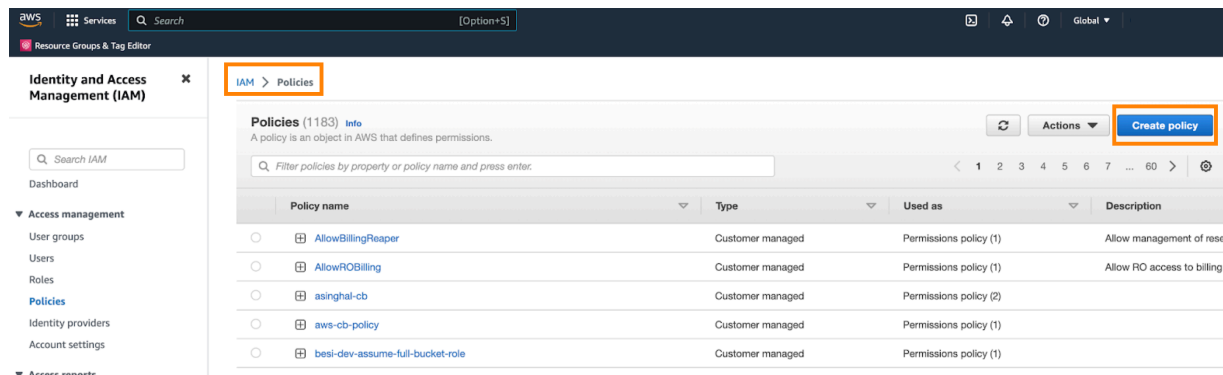 aws Services Search [Option+S] Global ▼
Resource Groups & Tag Editor
Identity and Access Management (IAM)
Search IAM
Dashboard
Access management
User groups
Users
Roles
Policies
Identity providers
Account settings
Access reports
IAM > Policies
Policies (1183) Info
A policy is an object in AWS that defines permissions.
Actions ▼ Create policy
Filter policies by property or policy name and press enter.
< 1 2 3 4 5 6 7 ... 60 >
Policy name Type Used as Description
AllowBillingReaper Customer managed Permissions policy (1) Allow management of rese
AllowROBilling Customer managed Permissions policy (1) Allow RO access to billing
asinghal-cb Customer managed Permissions policy (2)
aws-cb-policy Customer managed Permissions policy (1)
besi-dev-assume-full-bucket-role Customer managed Permissions policy (1)